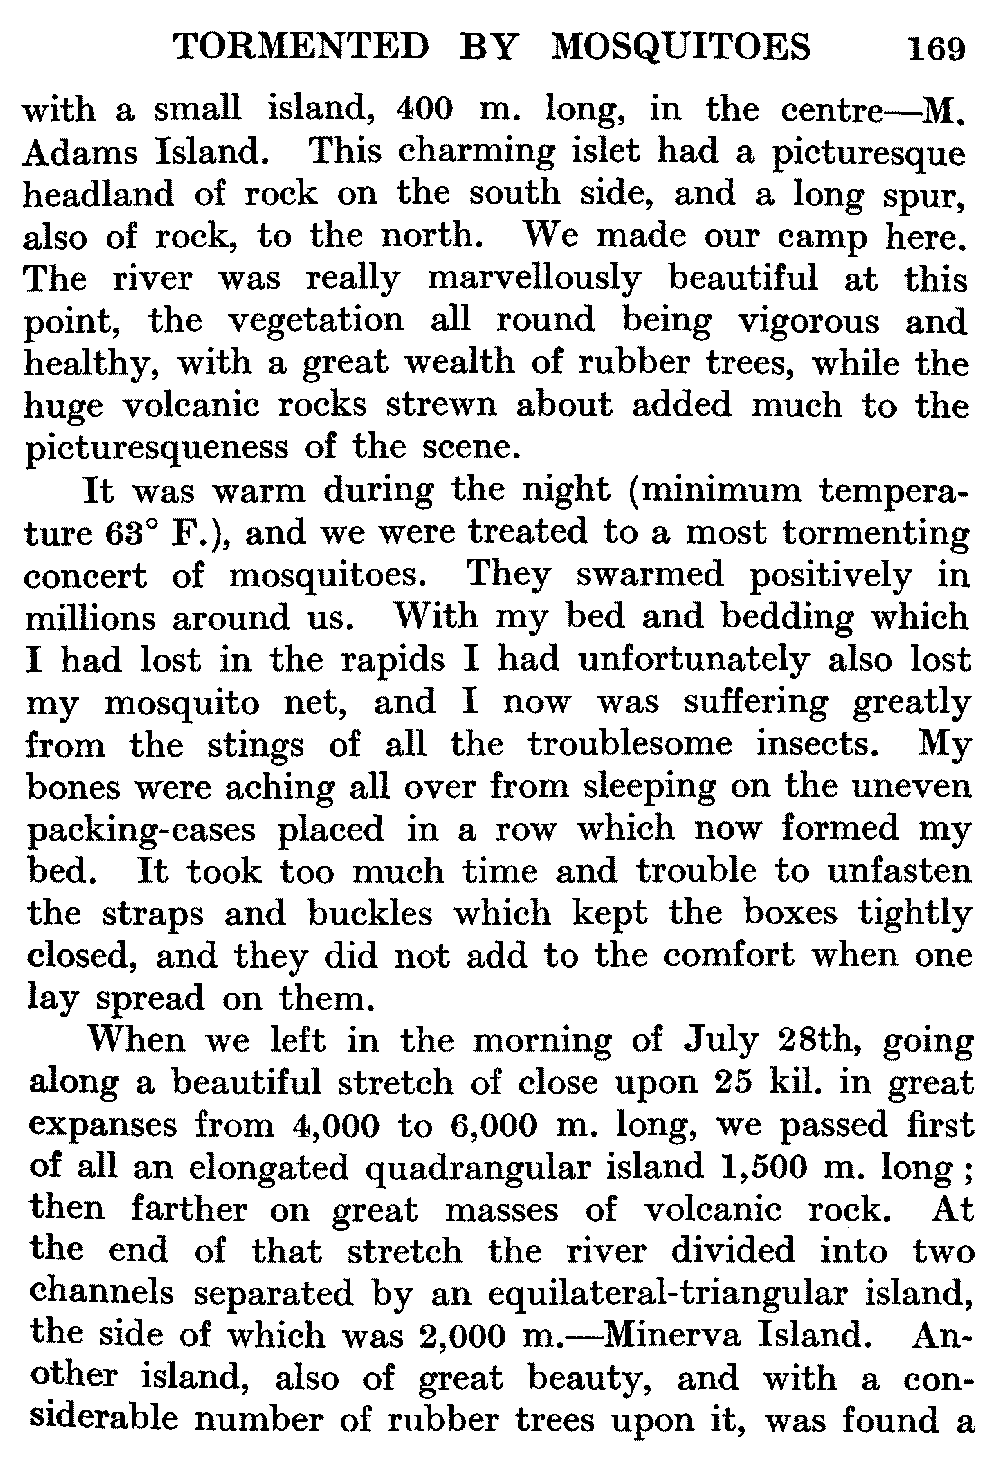 TORMENTED BY MOSQUITOES 169
with a small island, 400 m. long, in the centre—M.
Adams Island. This charming islet had a picturesque
headland of rock on the south side, and a long spur,
also of rock, to the north. We made our camp here.
The river was really marvellously beautiful at this
point, the vegetation all round being vigorous and
healthy, with a great wealth of rubber trees, while the
huge volcanic rocks strewn about added much to the
picturesqueness of the scene.
It was warm during the night (minimum tempera-
ture 63° F.), and we were treated to a most tormenting
concert of mosquitoes. They swarmed positively in
millions around us. With my bed and bedding which
I had lost in the rapids I had unfortunately also lost
my mosquito net, and I now was suffering greatly
from the stings of all the troublesome insects. My
bones were aching all over from sleeping on the uneven
packing-cases placed in a row which now formed my
bed. It took too much time and trouble to unfasten
the straps and buckles which kept the boxes tightly
closed, and they did not add to the comfort when one
lay spread on them.
When we left in the morning of July 28th, going
along a beautiful stretch of close upon 25 kil. in great
expanses from 4,000 to 6,000 m. long, we passed first
of all an elongated quadrangular island 1,500 m. long ;
then farther on great masses of volcanic rock. At
the end of that stretch the river divided into two
channels separated by an equilateral-triangular island,
the side of which was 2,000 m.—Minerva Island. An-
other island, also of great beauty, and with a con-
siderable number of rubber trees upon it, was found a